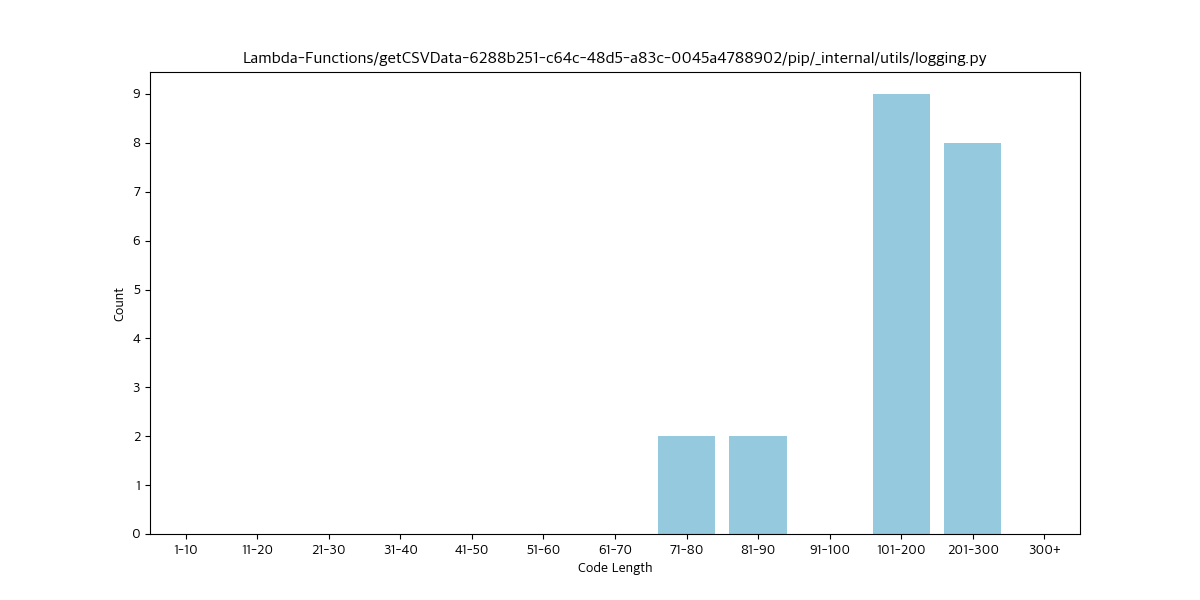 Lambda-Functions/getCSVData-6288b251-c64c-48d5-a83c-0045a4788902/pip/_internal/utils/logging.py
9
8
7
6
5
4
3
2
1
0
Count
1-10 11-20 21-30 31-40 41-50 51-60 61-70 71-80 81-90 91-100 101-200 201-300 300+
Code Length